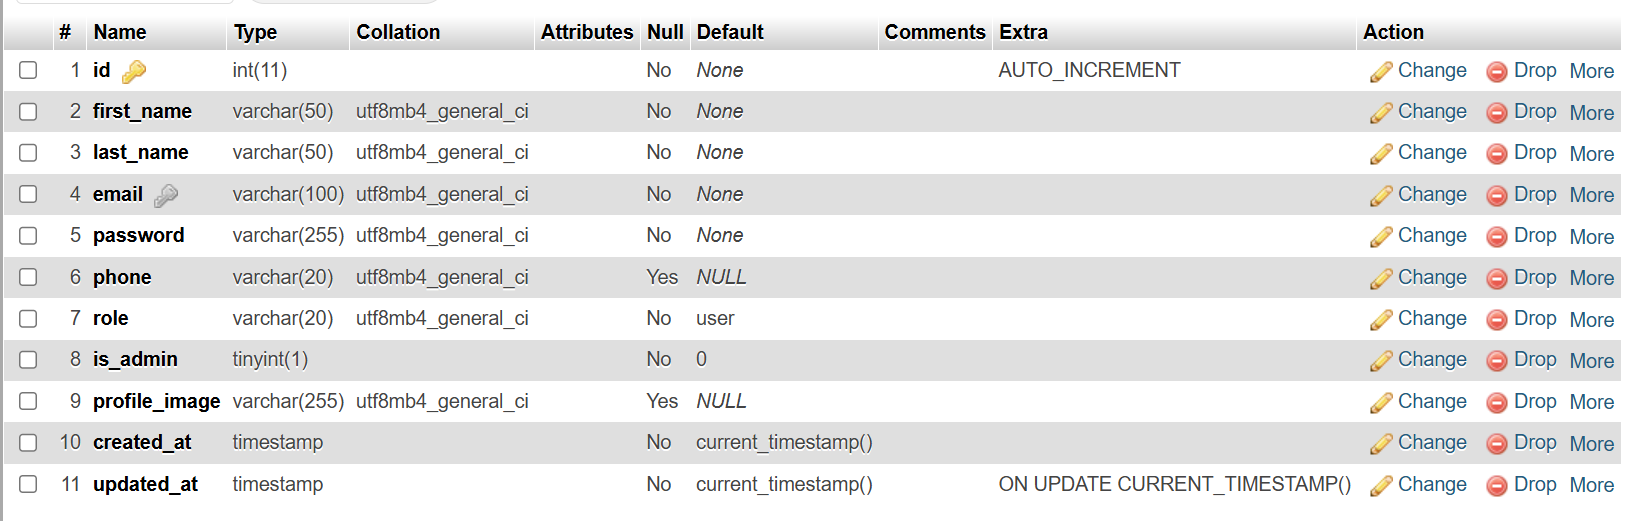 # Name Type Collation Attributes Null Default Comments Extra Action
1 id int(11) No None AUTO_INCREMENT Change Drop More
2 first_name varchar(50) utf8mb4_general_ci No None Change Drop More
3 last_name varchar(50) utf8mb4_general_ci No None Change Drop More
4 email varchar(100) utf8mb4_general_ci No None Change Drop More
5 password varchar(255) utf8mb4_general_ci No None Change Drop More
6 phone varchar(20) utf8mb4_general_ci Yes NULL Change Drop More
7 role varchar(20) utf8mb4_general_ci No user Change Drop More
8 is_admin tinyint(1) No 0 Change Drop More
9 profile_image varchar(255) utf8mb4_general_ci Yes NULL Change Drop More
10 created_at timestamp No current_timestamp() Change Drop More
11 updated_at timestamp No current_timestamp() ON UPDATE CURRENT_TIMESTAMP() Change Drop More